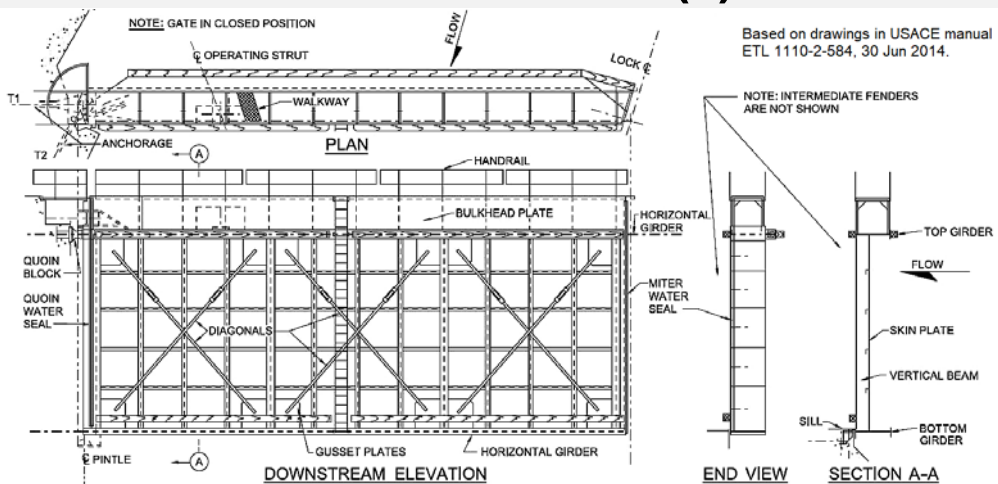 NOTE: GATE IN CLOSED POSITION
℄ OPERATING STRUT
FLOW
LOCK ℄
T1
WALKWAY
ANCHORAGE
T2
A
PLAN
HANDRAIL
BULKHEAD PLATE
HORIZONTAL
GIRDER
QUOIN
BLOCK
QUOIN
WATER
SEAL
DIAGONALS
MITER
WATER
SEAL
℄ PINTLE
A
GUSSET PLATES
HORIZONTAL GIRDER
DOWNSTREAM ELEVATION
Based on drawings in USACE manual
ETL 1110-2-584, 30 Jun 2014.
NOTE: INTERMEDIATE FENDERS
ARE NOT SHOWN
TOP GIRDER
FLOW
SKIN PLATE
VERTICAL BEAM
SILL
BOTTOM
GIRDER
END VIEW
SECTION A-A